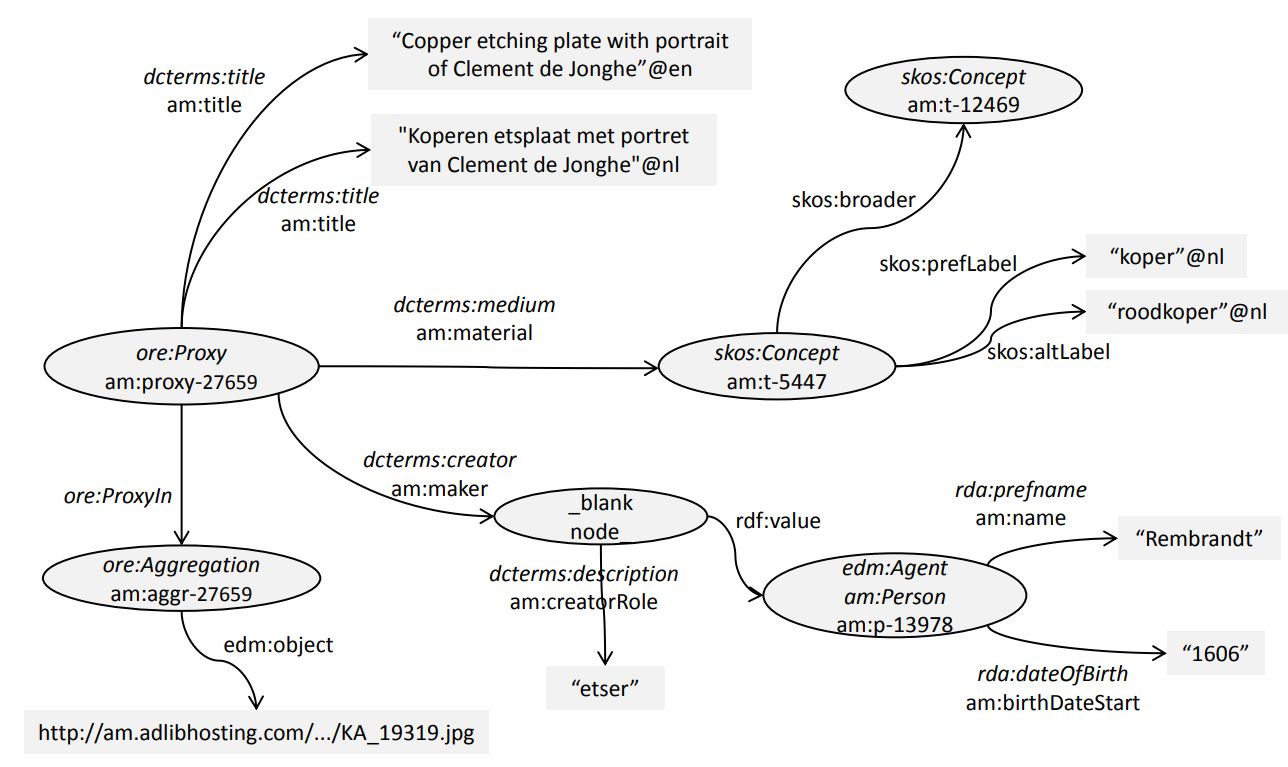 “Copper etching plate with portrait
of Clement de Jonghe”@en
dcterms:title
am:title
"Koperen etsplaat met portret
van Clement de Jonghe"@nl
dcterms:title
am:title
skos:Concept
am:t-12469
skos:broader
skos:prefLabel
“koper”@nl
“roodkoper”@nl
skos:altLabel
dcterms:medium
am:material
ore:Proxy
am:proxy-27659
skos:Concept
am:t-5447
dcterms:creator
am:maker
ore:ProxyIn
_blank
node_
rdf:value
rda:prefname
am:name
“Rembrandt”
ore:Aggregation
am:aggr-27659
dcterms:description
am:creatorRole
edm:Agent
am:Person
am:p-13978
edm:object
“etser”
“1606”
rda:dateOfBirth
am:birthDateStart
http://am.adlibhosting.com/.../KA_19319.jpg